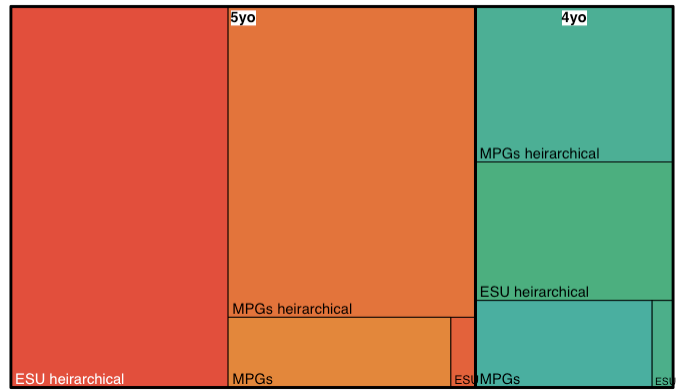 5yo
4yo
MPGs heirarchical
ESU heirarchical
MPGs heirarchical
ESU heirarchical
MPGs
ESU
MPGs
ESU